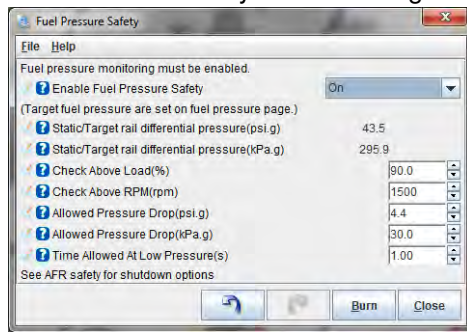 Fuel Pressure Safety
File Help
Fuel pressure monitoring must be enabled.
Enable Fuel Pressure Safety On
(Target fuel pressure are set on fuel pressure page.)
Static/Target rail differential pressure(psi.g) 43.5
Static/Target rail differential pressure(kPa.g) 295.9
Check Above Load(%) 90.0
Check Above RPM(rpm) 1500
Allowed Pressure Drop(psi.g) 4.4
Allowed Pressure Drop(kPa.g) 30.0
Time Allowed At Low Pressure(s) 1.00
See AFR safety for shutdown options
Burn Close